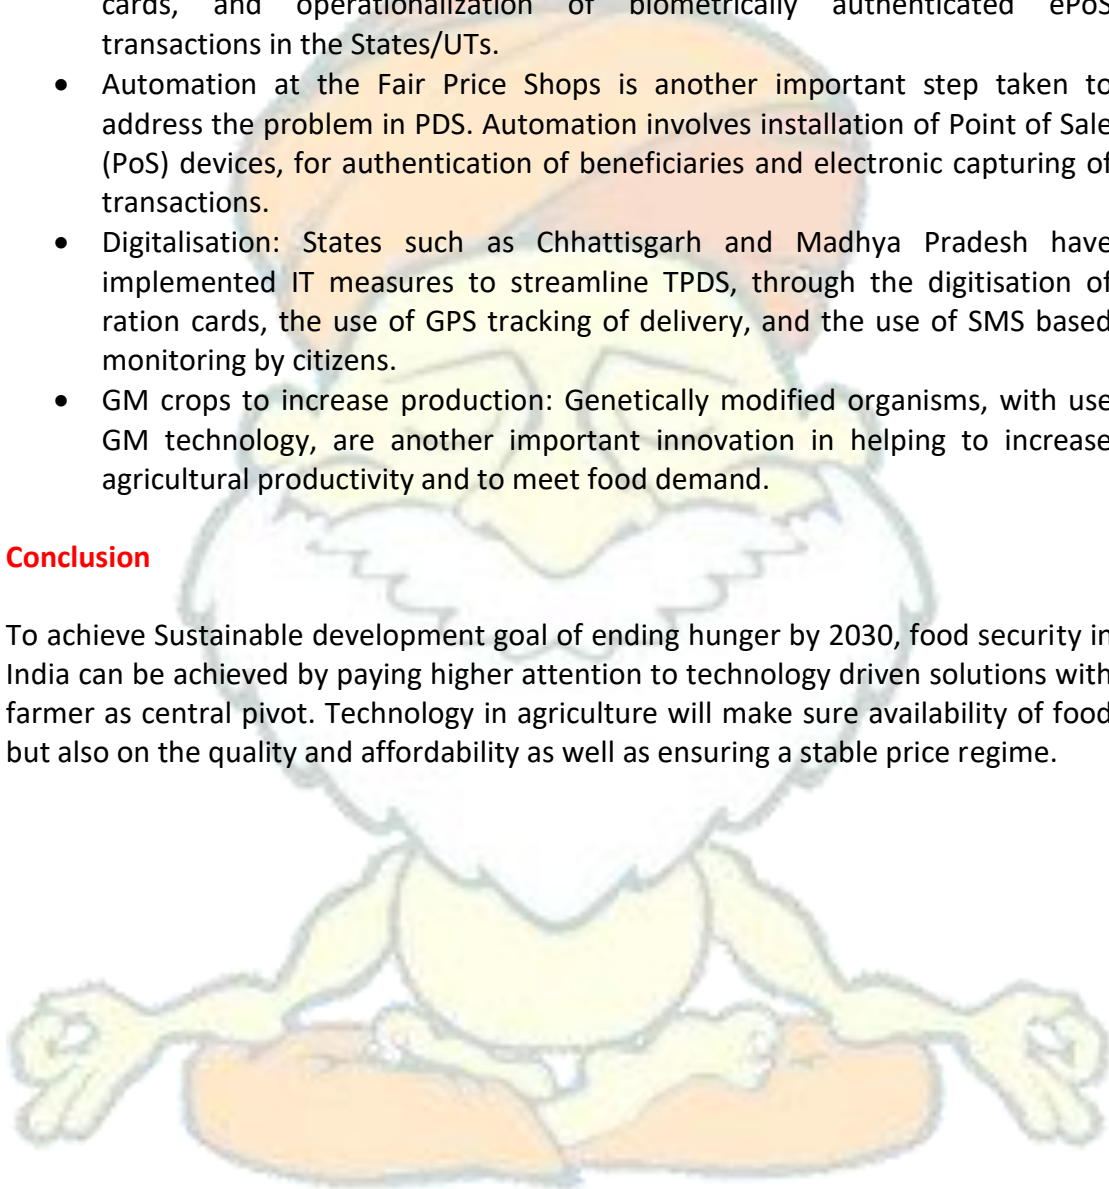 cards, and operationalization of biometrically authenticated ePoS
transactions in the States/UTs.
• Automation at the Fair Price Shops is another important step taken to
address the problem in PDS. Automation involves installation of Point of Sale
(PoS) devices, for authentication of beneficiaries and electronic capturing of
transactions.
• Digitalisation: States such as Chhattisgarh and Madhya Pradesh have
implemented IT measures to streamline TPDS, through the digitisation of
ration cards, the use of GPS tracking of delivery, and the use of SMS based
monitoring by citizens.
• GM crops to increase production: Genetically modified organisms, with use
GM technology, are another important innovation in helping to increase
agricultural productivity and to meet food demand.
Conclusion
To achieve Sustainable development goal of ending hunger by 2030, food security in
India can be achieved by paying higher attention to technology driven solutions with
farmer as central pivot. Technology in agriculture will make sure availability of food
but also on the quality and affordability as well as ensuring a stable price regime.